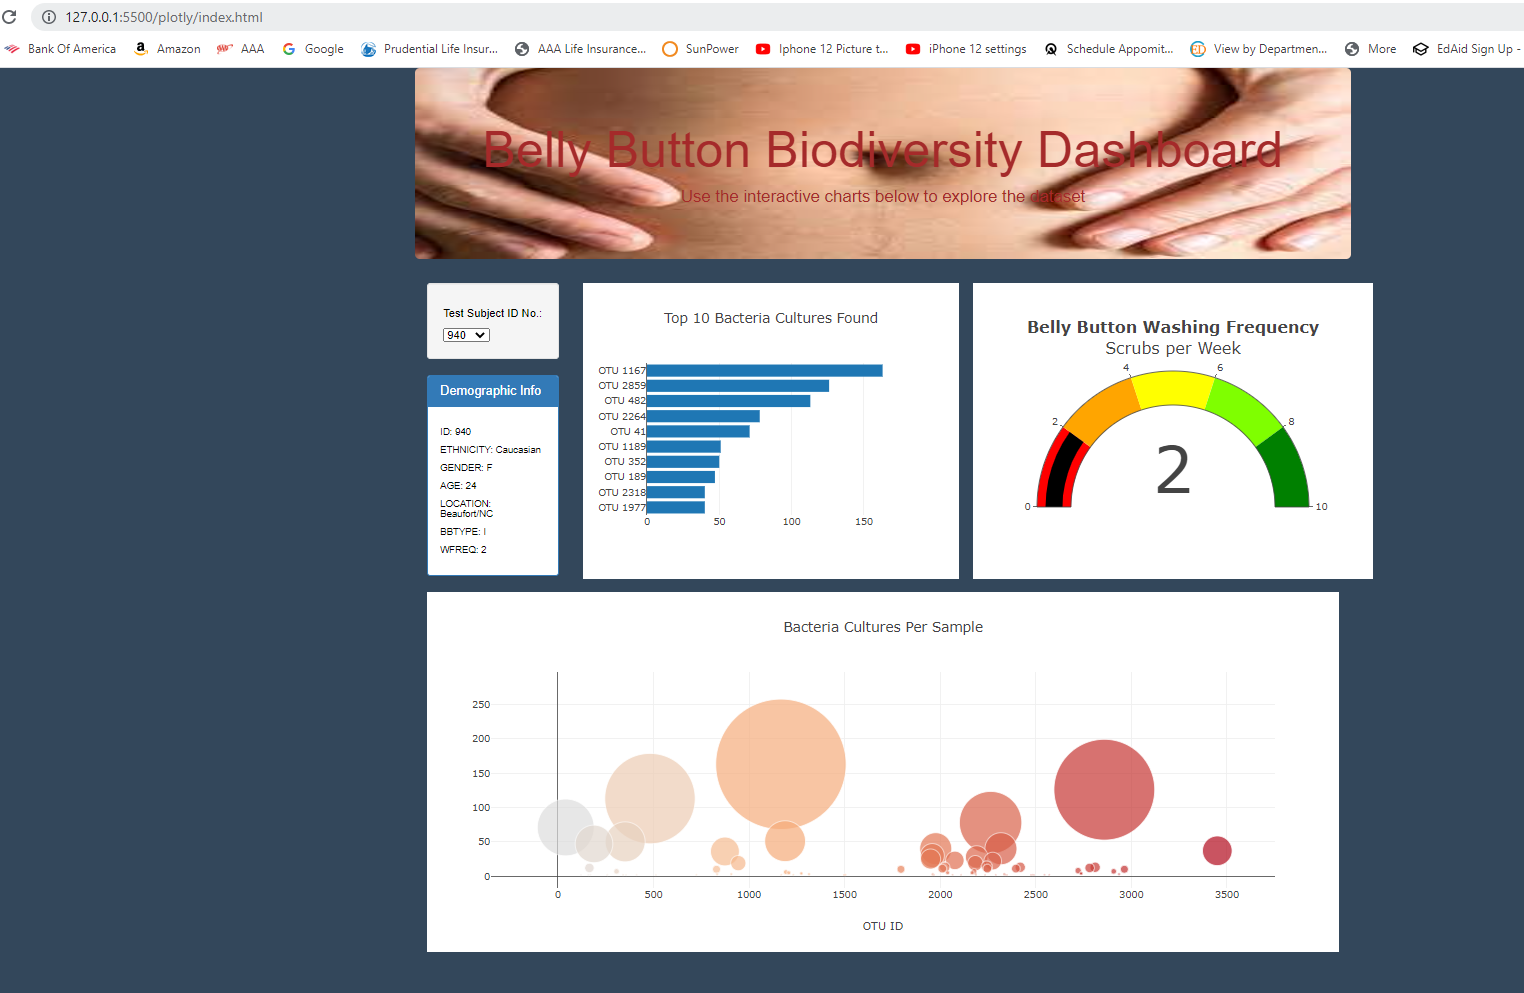 127.0.0.1:5500/plotly/index.html
Bank Of America Amazon AAA Google Prudential Life Insur... AAA Life Insurance... SunPower Iphone 12 Picture t... iPhone 12 settings Schedule Appomit... View by Departmen... More EdAid Sign Up -
Belly Button Biodiversity Dashboard
Use the interactive charts below to explore the dataset
Test Subject ID No.:
940
Demographic Info
ID: 940
ETHNICITY: Caucasian
GENDER: F
AGE: 24
LOCATION:
Beaufort/NC
BBTYPE: I
WFREQ: 2
Top 10 Bacteria Cultures Found
OTU 1167
OTU 2859
OTU 482
OTU 2264
OTU 41
OTU 1189
OTU 352
OTU 189
OTU 2318
OTU 1977
0 50 100 150
Belly Button Washing Frequency
Scrubs per Week
4 6
2 8
2
0 10
Bacteria Cultures Per Sample
250
200
150
100
50
0
0 500 1000 1500 2000 2500 3000 3500
OTU ID